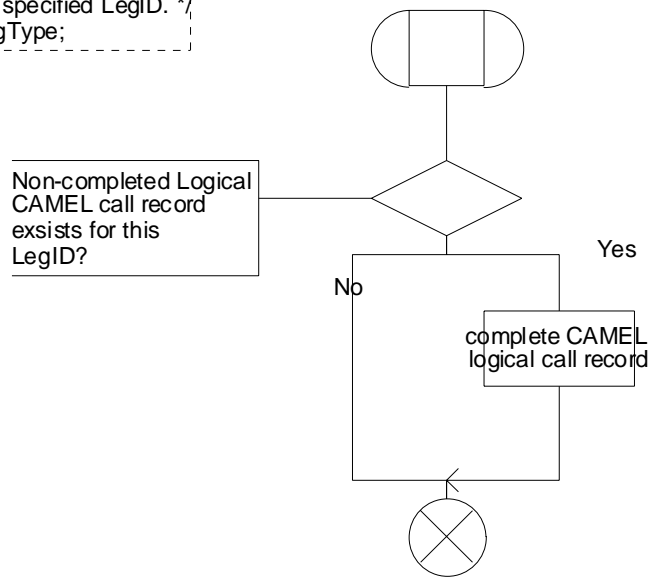 specified LegID. */
gType;
Non-completed Logical
CAMEL call record
exsists for this
LegID?
Yes
No
complete CAMEL
logical call record